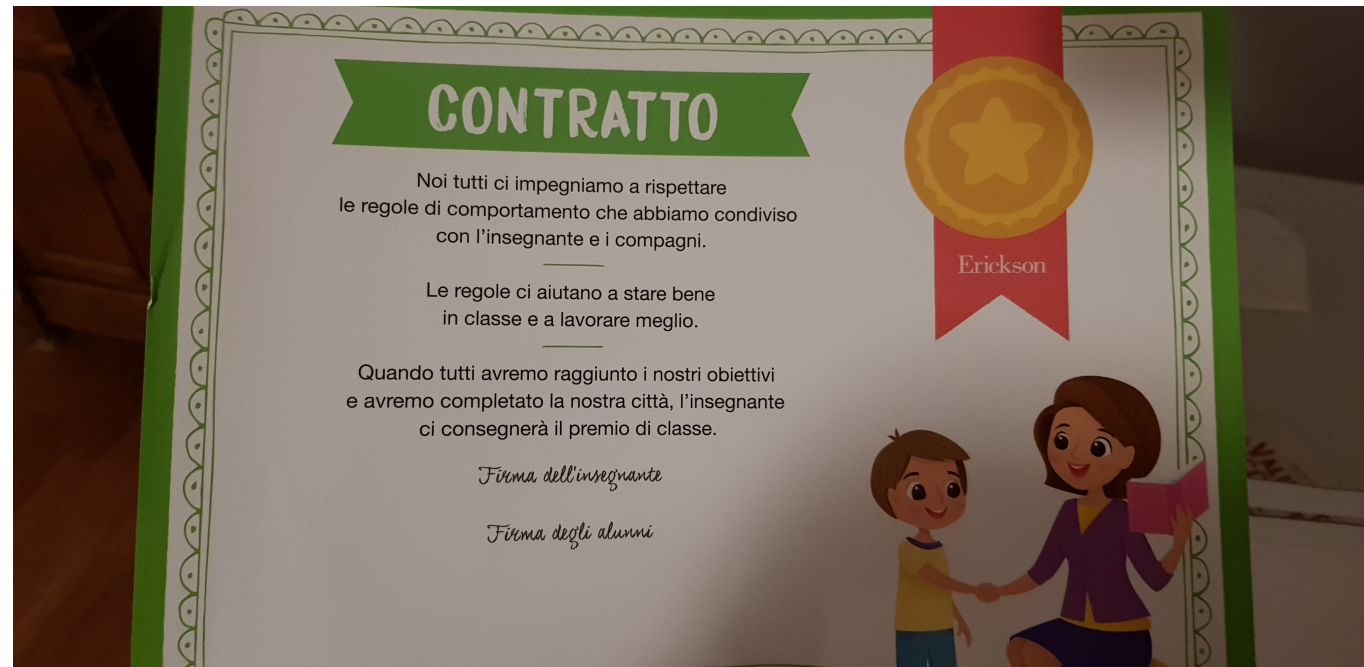 CONTRATTO
Noi tutti ci impegniamo a rispettare
le regole di comportamento che abbiamo condiviso
con l'insegnante e i compagni.
Le regole ci aiutano a stare bene
in classe e a lavorare meglio.
Quando tutti avremo raggiunto i nostri obiettivi
e avremo completato la nostra città, l'insegnante
ci consegnerà il premio di classe.
Firma dell'insegnante
Firma degli alunni
Erickson